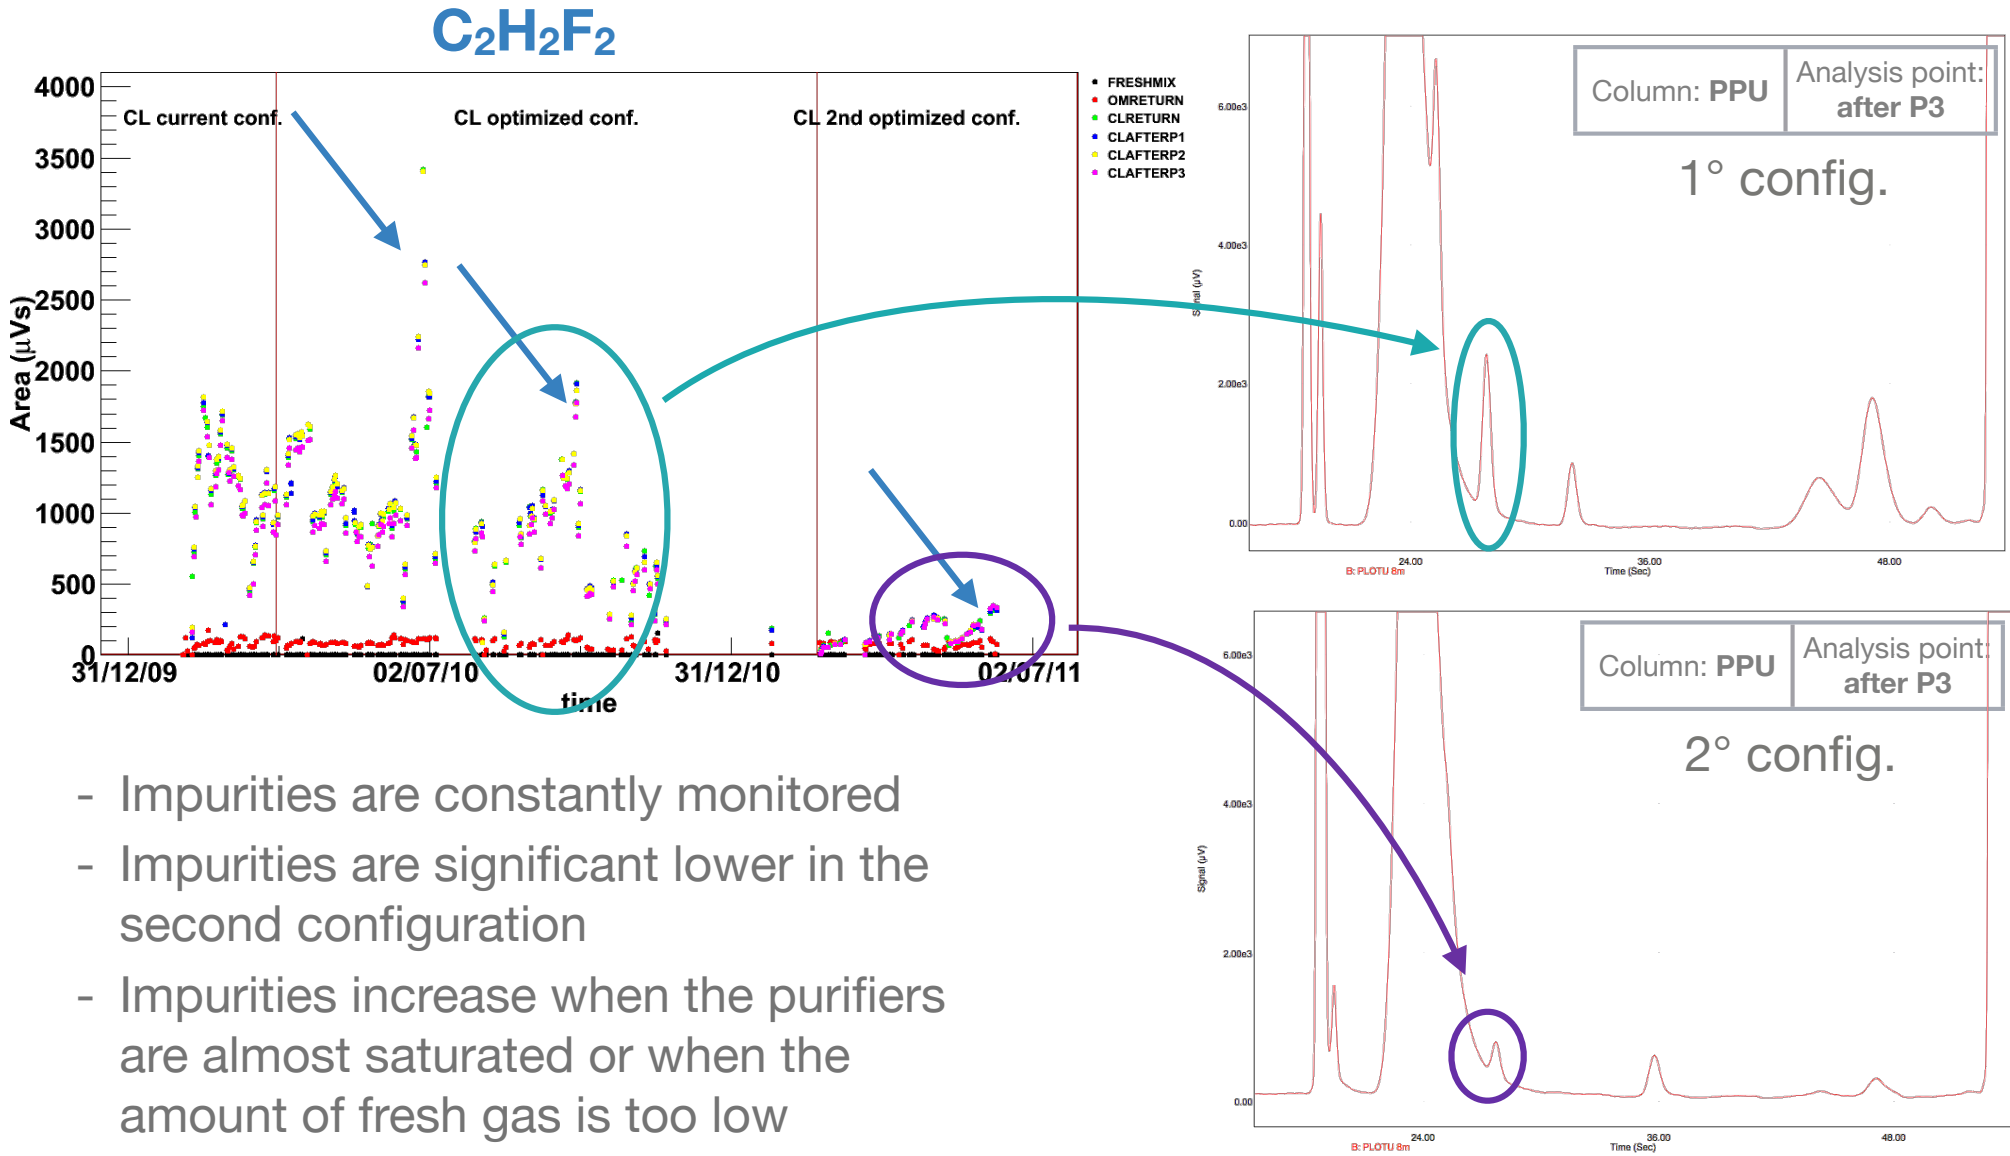 C₂H₂F₂
4000
3500
3000
2500
2000
1500
1000
500
0
Area (μVs)
CL current conf.
CL optimized conf.
CL 2nd optimized conf.
31/12/09
02/07/10
31/12/10
02/07/11
time
FRESHMIX
OMRETURN
CLRETURN
CLAFTERP1
CLAFTERP2
CLAFTERP3
Column: PPU
Analysis point:
after P3
1° config.
6.00e3
4.00e3
2.00e3
0.00
Signal (μV)
24.00
36.00
48.00
B: PLOTU 8m
Time (Sec)
Column: PPU
Analysis point:
after P3
2° config.
6.00e3
4.00e3
2.00e3
0.00
Signal (μV)
24.00
36.00
48.00
B: PLOTU 8m
Time (Sec)
- Impurities are constantly monitored
- Impurities are significant lower in the
second configuration
- Impurities increase when the purifiers
are almost saturated or when the
amount of fresh gas is too low